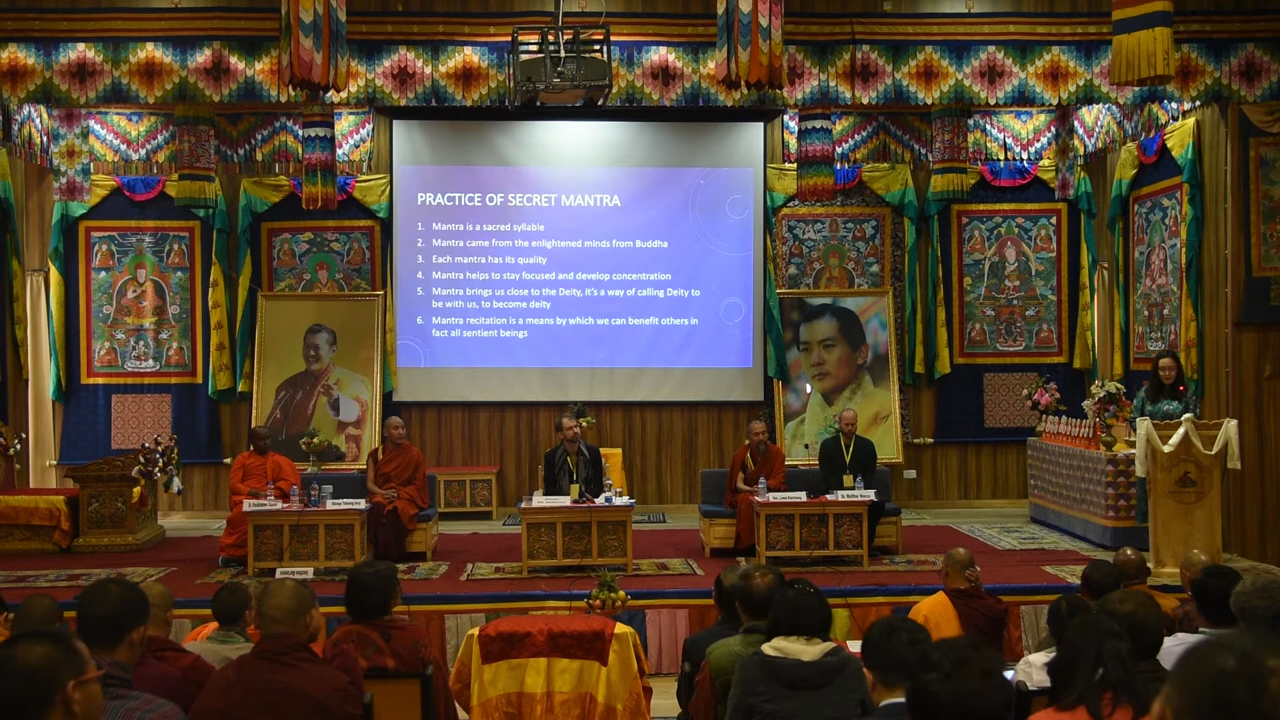 PRACTICE OF SECRET MANTRA
1. Mantra is a sacred syllable
2. Mantra came from the enlightened minds from Buddha
3. Each mantra has its quality
4. Mantra helps to stay focused and develop concentration
5. Mantra brings us close to the Deity, it's a way of calling Deity to
be with us, to become deity
6. Mantra recitation is a means by which we can benefit others in
fact all sentient beings